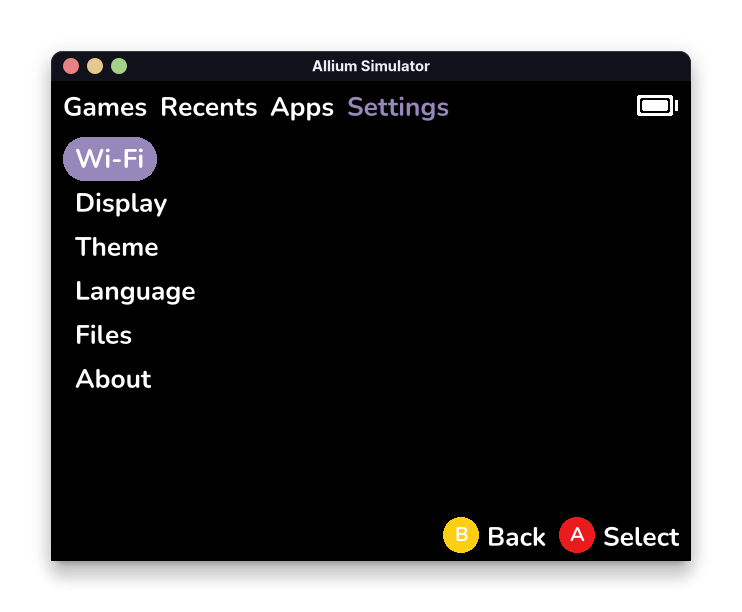 Allium Simulator
Games Recents Apps Settings
Wi-Fi
Display
Theme
Language
Files
About
B Back A Select